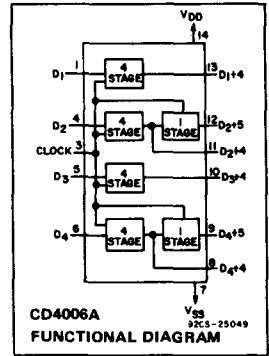 VDD
14
D1 1 4 STAGE 13 D1+4
D2 4 4 STAGE 1 STAGE 12 D2+5
11 D2+4
CLOCK 3
D3 5 4 STAGE 10 D3+4
D4 6 4 STAGE 1 STAGE 9 D4+5
8 D4+4
7
VSS
92CS-25049
CD4006A
FUNCTIONAL DIAGRAM